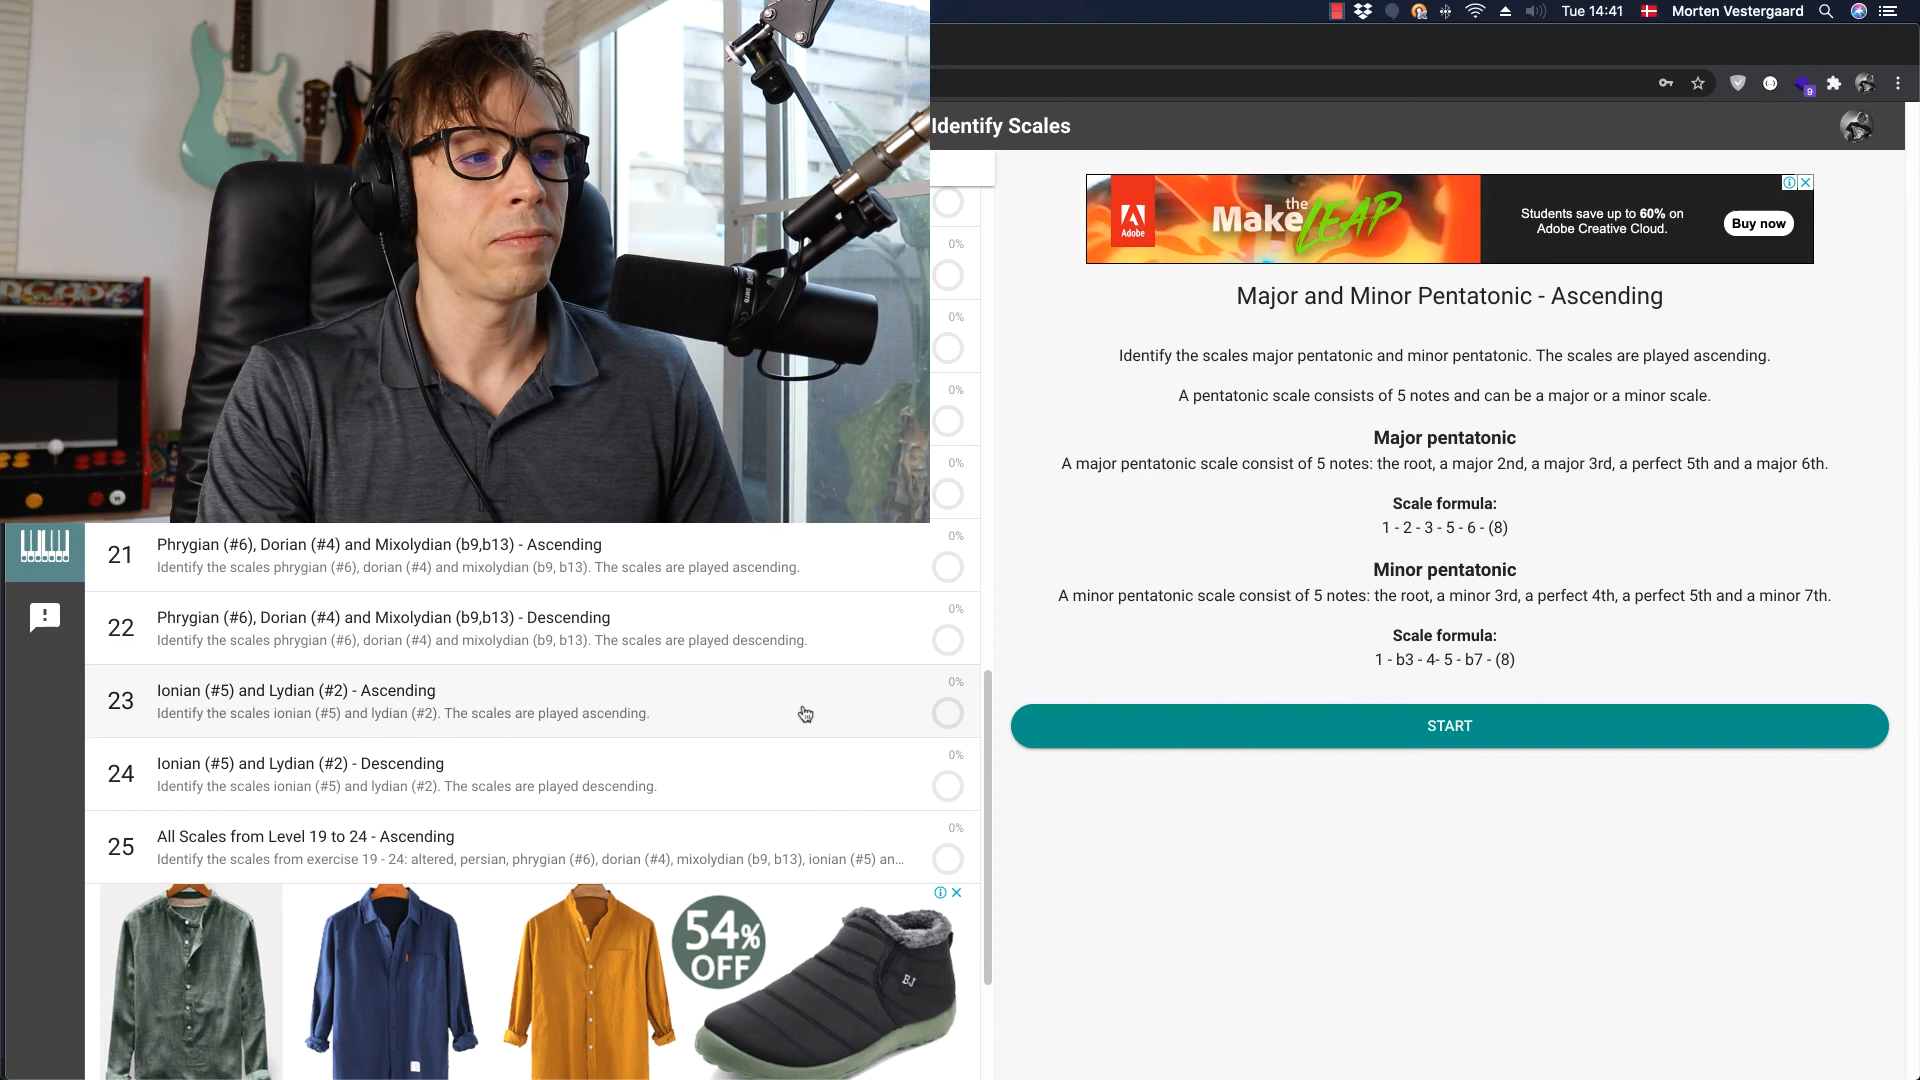 Tue 14:41
Morten Vestergaard
9
Identify Scales
Adobe
the
Make LEAP
Students save up to 60% on
Adobe Creative Cloud.
Buy now
Major and Minor Pentatonic - Ascending
Identify the scales major pentatonic and minor pentatonic. The scales are played ascending.
A pentatonic scale consists of 5 notes and can be a major or a minor scale.
Major pentatonic
A major pentatonic scale consist of 5 notes: the root, a major 2nd, a major 3rd, a perfect 5th and a major 6th.
Scale formula:
1 - 2 - 3 - 5 - 6 - (8)
Minor pentatonic
A minor pentatonic scale consist of 5 notes: the root, a minor 3rd, a perfect 4th, a perfect 5th and a minor 7th.
Scale formula:
1 - b3 - 4- 5 - b7 - (8)
START
0%
0%
0%
0%
0%
21
Phrygian (#6), Dorian (#4) and Mixolydian (b9,b13) - Ascending
Identify the scales phrygian (#6), dorian (#4) and mixolydian (b9, b13). The scales are played ascending.
0%
22
Phrygian (#6), Dorian (#4) and Mixolydian (b9,b13) - Descending
Identify the scales phrygian (#6), dorian (#4) and mixolydian (b9, b13). The scales are played descending.
0%
23
Ionian (#5) and Lydian (#2) - Ascending
Identify the scales ionian (#5) and lydian (#2). The scales are played ascending.
0%
24
Ionian (#5) and Lydian (#2) - Descending
Identify the scales ionian (#5) and lydian (#2). The scales are played descending.
0%
25
All Scales from Level 19 to 24 - Ascending
Identify the scales from exercise 19 - 24: altered, persian, phrygian (#6), dorian (#4), mixolydian (b9, b13), ionian (#5) an...
54%
OFF
BJ